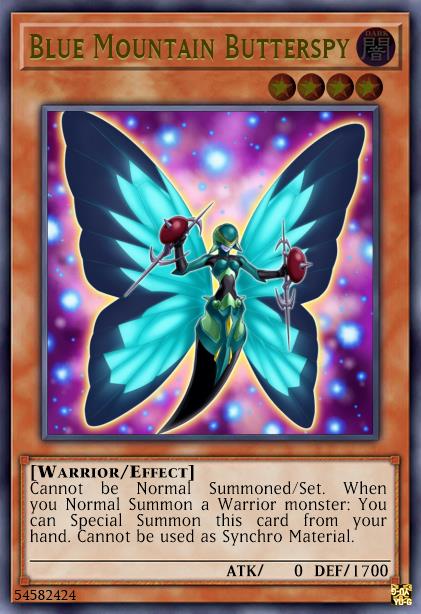 BLUE MOUNTAIN BUTTERSPY
DARK
闇
[WARRIOR/EFFECT]
Cannot be Normal Summoned/Set. When
you Normal Summon a Warrior monster: You
can Special Summon this card from your
hand. Cannot be used as Synchro Material.
ATK/ 0 DEF/1700
54582424